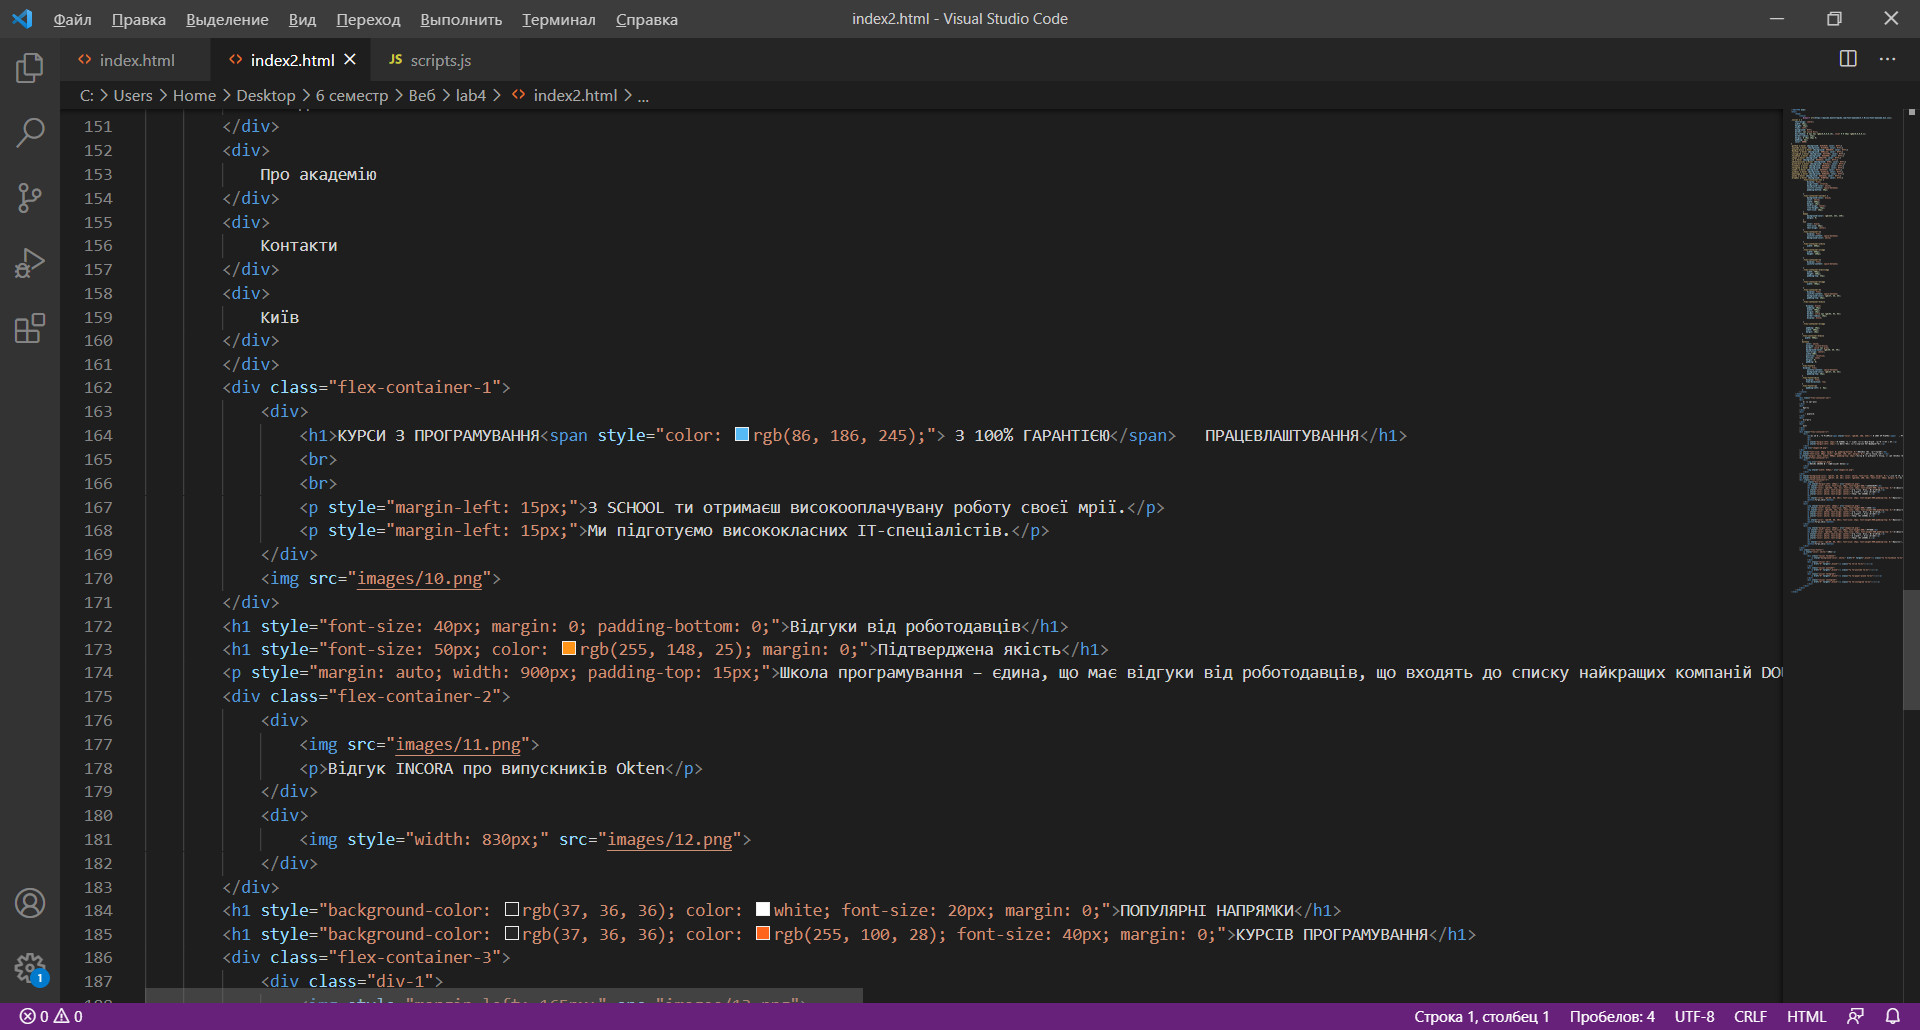 Файл Правка Выделение Вид Переход Выполнить Терминал Справка index2.html - Visual Studio Code
index.html index2.html JS scripts.js
C: > Users > Home > Desktop > 6 семестр > Веб > lab4 > index2.html > ...
151 </div>
152 <div>
153 Про академію
154 </div>
155 <div>
156 Контакти
157 </div>
158 <div>
159 Київ
160 </div>
161 </div>
162 <div class="flex-container-1">
163 <div>
164 <h1>КУРСИ З ПРОГРАМУВАННЯ<span style="color: rgb(86, 186, 245);"> З 100% ГАРАНТІЄЮ</span> ПРАЦЕВЛАШТУВАННЯ</h1>
165 <br>
166 <br>
167 <p style="margin-left: 15px;">З SCHOOL ти отримаєш високооплачувану роботу своєї мрії.</p>
168 <p style="margin-left: 15px;">Ми підготуємо висококласних ІТ-спеціалістів.</p>
169 </div>
170 <img src="images/10.png">
171 </div>
172 <h1 style="font-size: 40px; margin: 0; padding-bottom: 0;">Відгуки від роботодавців</h1>
173 <h1 style="font-size: 50px; color: rgb(255, 148, 25); margin: 0;">Підтверджена якість</h1>
174 <p style="margin: auto; width: 900px; padding-top: 15px;">Школа програмування – єдина, що має відгуки від роботодавців, що входять до списку найкращих компаній DO
175 <div class="flex-container-2">
176 <div>
177 <img src="images/11.png">
178 <p>Відгук INCORA про випускників Okten</p>
179 </div>
180 <div>
181 <img style="width: 830px;" src="images/12.png">
182 </div>
183 </div>
184 <h1 style="background-color: rgb(37, 36, 36); color: white; font-size: 20px; margin: 0;">ПОПУЛЯРНІ НАПРЯМКИ</h1>
185 <h1 style="background-color: rgb(37, 36, 36); color: rgb(255, 100, 28); font-size: 40px; margin: 0;">КУРСІВ ПРОГРАМУВАННЯ</h1>
186 <div class="flex-container-3">
187 <div class="div-1">
1
0 0 Строка 1, столбец 1 Пробелов: 4 UTF-8 CRLF HTML